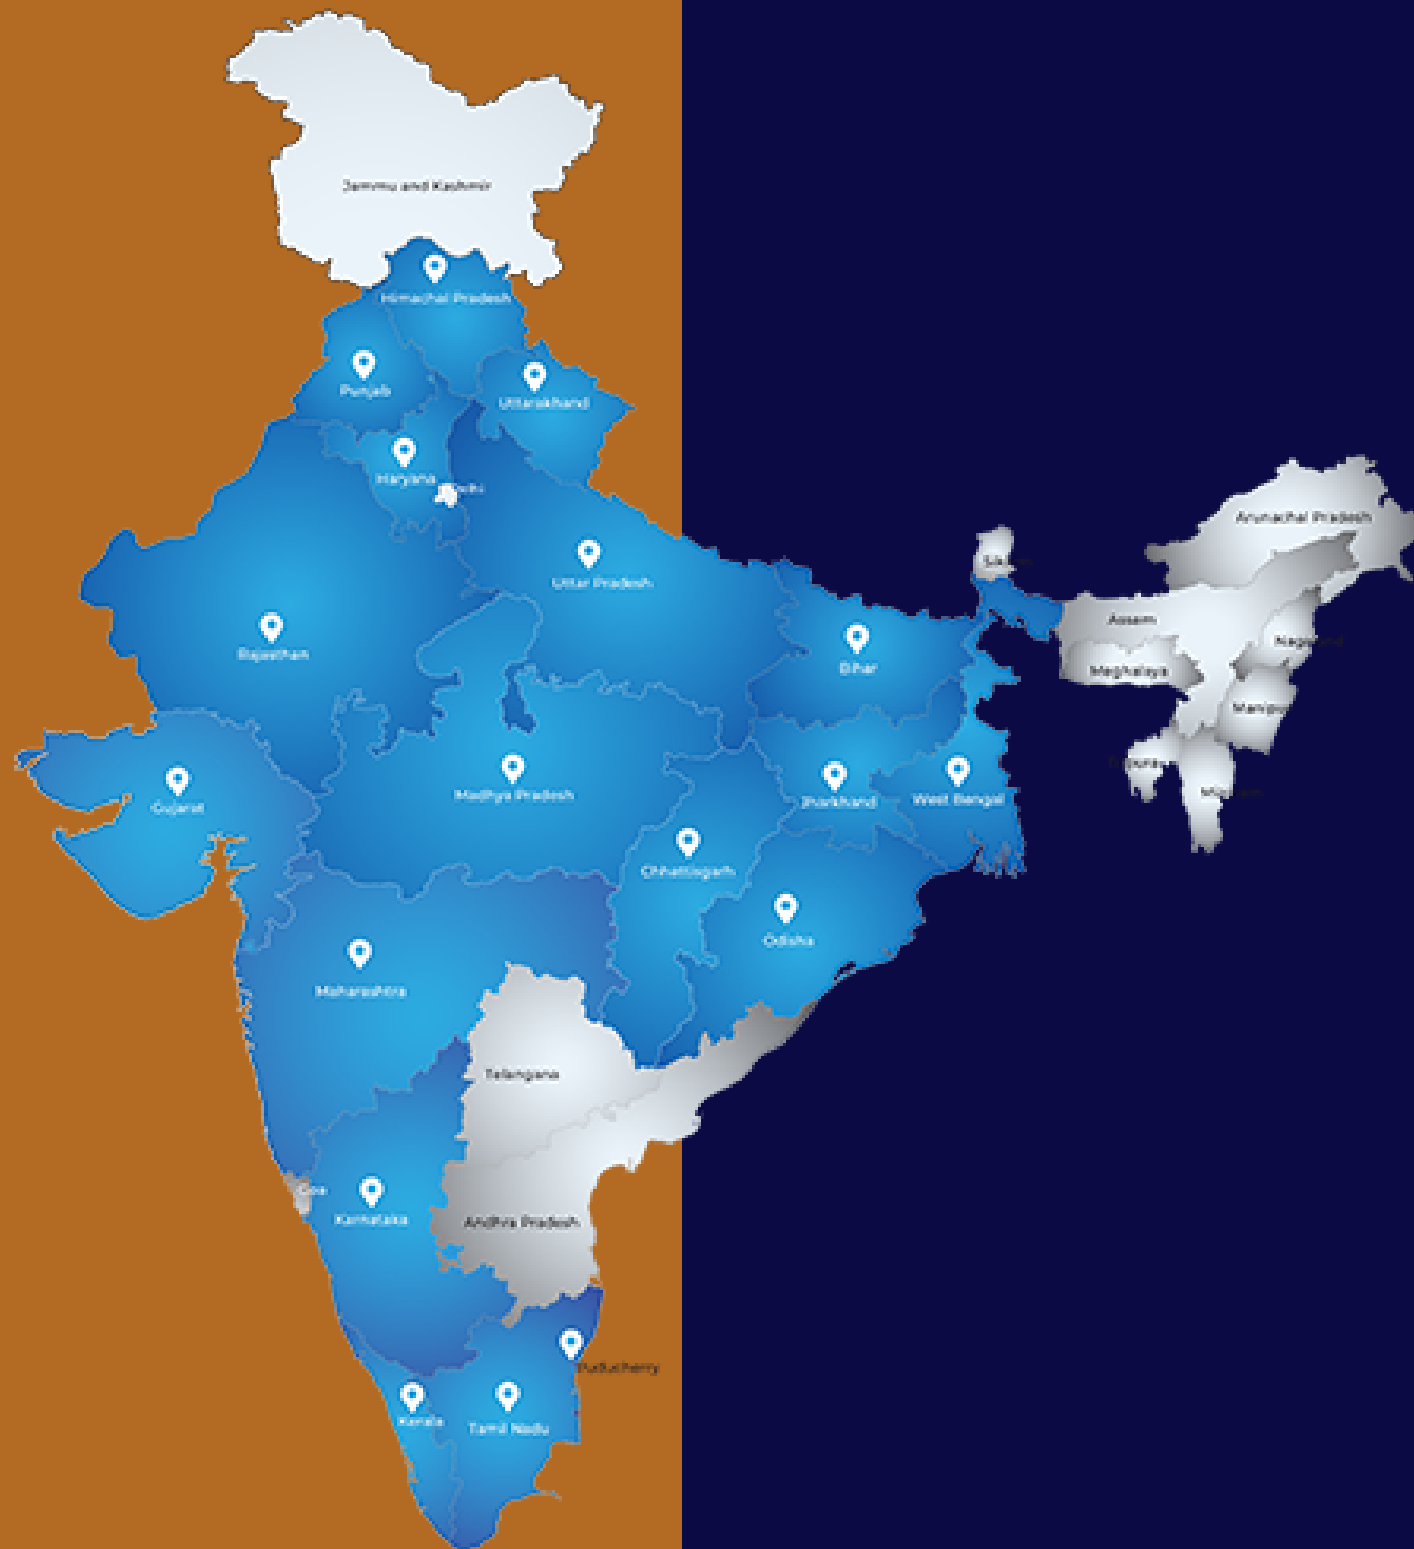 Jammu and Kashmir
Himachal Pradesh
Punjab
Uttarakhand
Haryana
Uttar Pradesh
Rajasthan
Bihar
Sikkim
Arunachal Pradesh
Assam
Nagaland
Meghalaya
Manipur
Tripura
Gujarat
Madhya Pradesh
Jharkhand
West Bengal
Chhattisgarh
Odisha
Maharashtra
Telangana
Goa
Karnataka
Andhra Pradesh
Puducherry
Kerala
Tamil Nadu